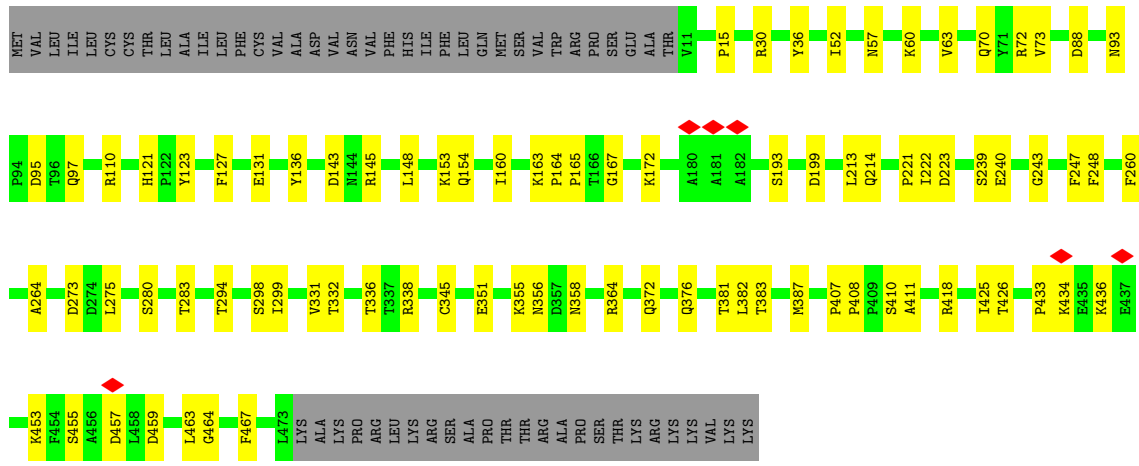 MET VAL LEU ILE LEU CYS CYS THR LEU ALA ILE LEU PHE CYS VAL ALA ASP VAL ASN VAL PHE HIS ILE PHE LEU GLN MET SER VAL TRP ARG PRO SER GLU ALA THR V11 P15 R30 Y36 I52 N57 K60 V63 Q70 Y71 R72 V73 D88 N93
P94 D95 T96 Q97 R110 H121 P122 Y123 F127 E131 Y136 D143 N144 R145 L148 K153 Q154 I160 K163 P164 P165 T166 G167 K172 A180 A181 A182 S193 D199 L213 Q214 P221 I222 D223 S239 E240 G243 F247 F248 F260
A264 D273 D274 L275 S280 T283 T294 S298 I299 V331 T332 T336 T337 R338 C345 E351 K355 N356 D357 N358 R364 Q372 Q376 T381 L382 T383 M387 P407 P408 P409 S410 A411 R418 I425 T426 P433 K434 E435 K436 E437
K453 F454 S455 A456 D457 L458 D459 L463 G464 F467 L473 LYS ALA LYS PRO ARG LEU LYS ARG SER ALA PRO THR THR ARG ALA PRO SER THR LYS ARG LYS LYS VAL LYS LYS